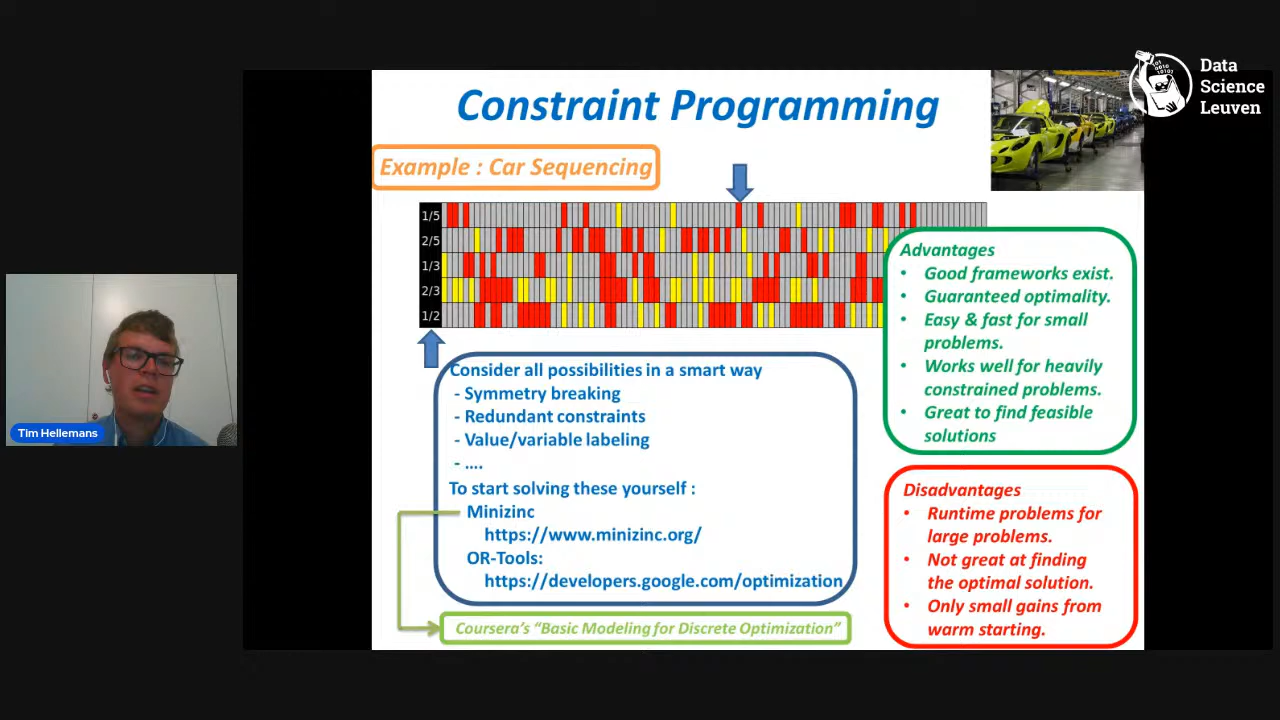 Data
Science
Leuven
Constraint Programming
Example : Car Sequencing
1/5
2/5
1/3
2/3
1/2
Consider all possibilities in a smart way
- Symmetry breaking
- Redundant constraints
- Value/variable labeling
- ....
To start solving these yourself :
Minizinc
https://www.minizinc.org/
OR-Tools:
https://developers.google.com/optimization
Coursera's "Basic Modeling for Discrete Optimization"
Advantages
• Good frameworks exist.
• Guaranteed optimality.
• Easy & fast for small
problems.
• Works well for heavily
constrained problems.
• Great to find feasible
solutions
Disadvantages
• Runtime problems for
large problems.
• Not great at finding
the optimal solution.
• Only small gains from
warm starting.
Tim Hellemans